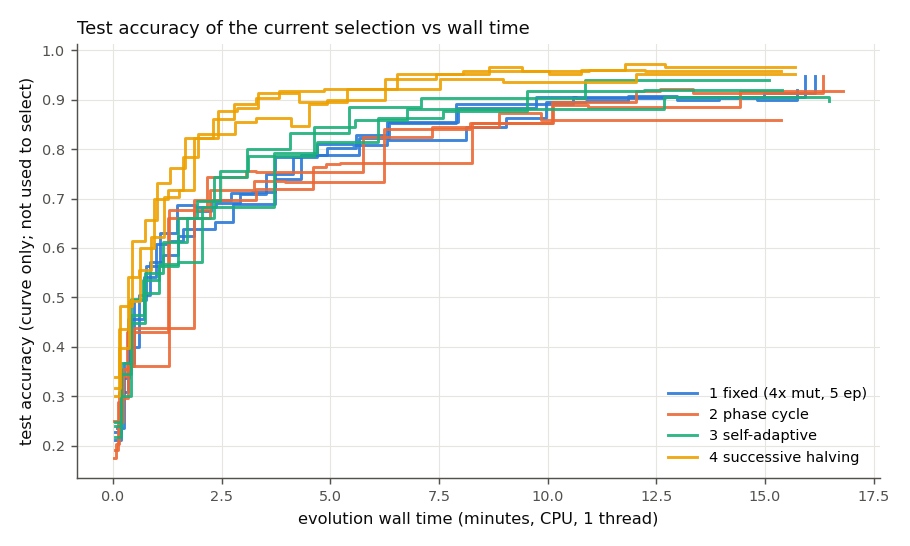 Test accuracy of the current selection vs wall time
test accuracy (curve only; not used to select)
1.0
0.9
0.8
0.7
0.6
0.5
0.4
0.3
0.2
1 fixed (4x mut, 5 ep)
2 phase cycle
3 self-adaptive
4 successive halving
0.0 2.5 5.0 7.5 10.0 12.5 15.0 17.5
evolution wall time (minutes, CPU, 1 thread)